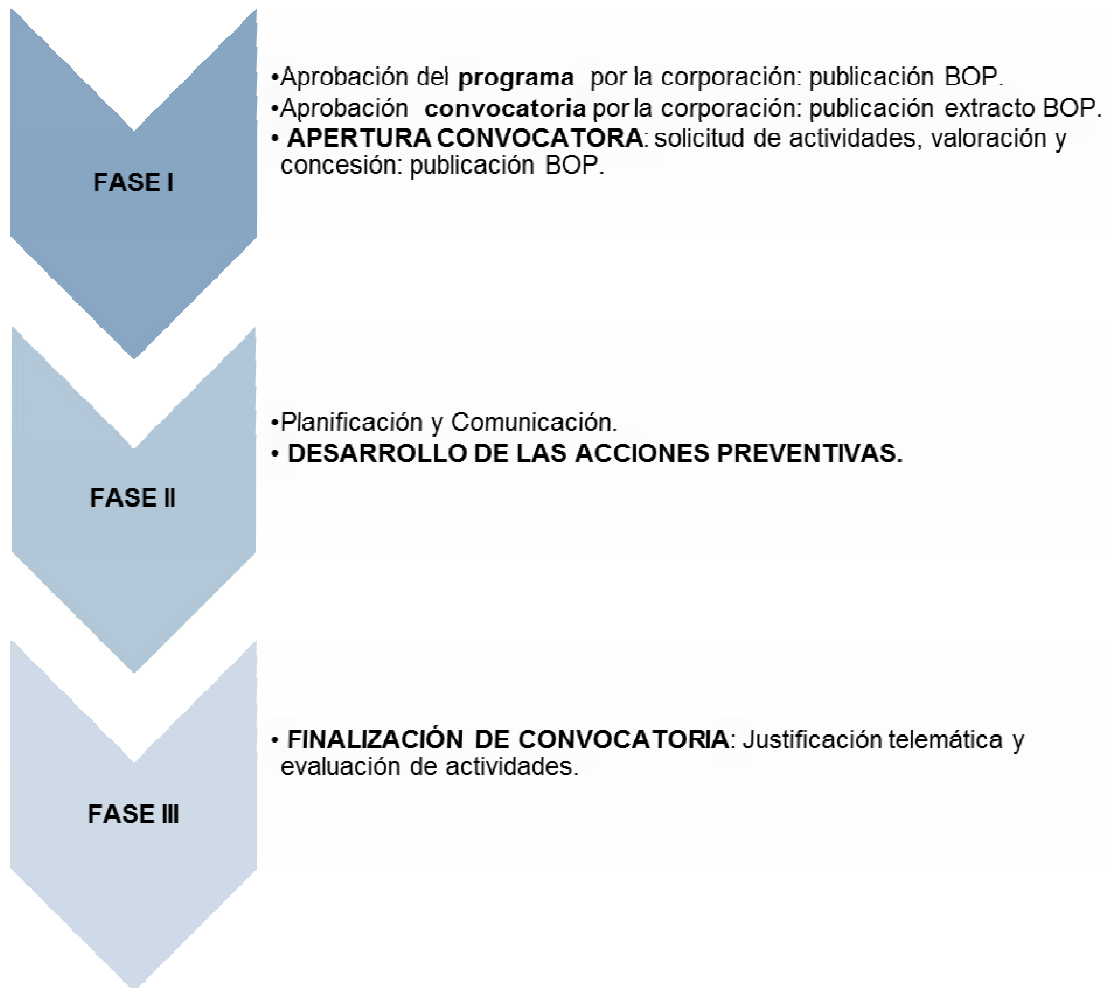 •Aprobación del programa por la corporación: publicación BOP.
•Aprobación convocatoria por la corporación: publicación extracto BOP.
• APERTURA CONVOCATORA: solicitud de actividades, valoración y
concesión: publicación BOP.
FASE I
•Planificación y Comunicación.
• DESARROLLO DE LAS ACCIONES PREVENTIVAS.
FASE II
• FINALIZACIÓN DE CONVOCATORIA: Justificación telemática y
evaluación de actividades.
FASE III